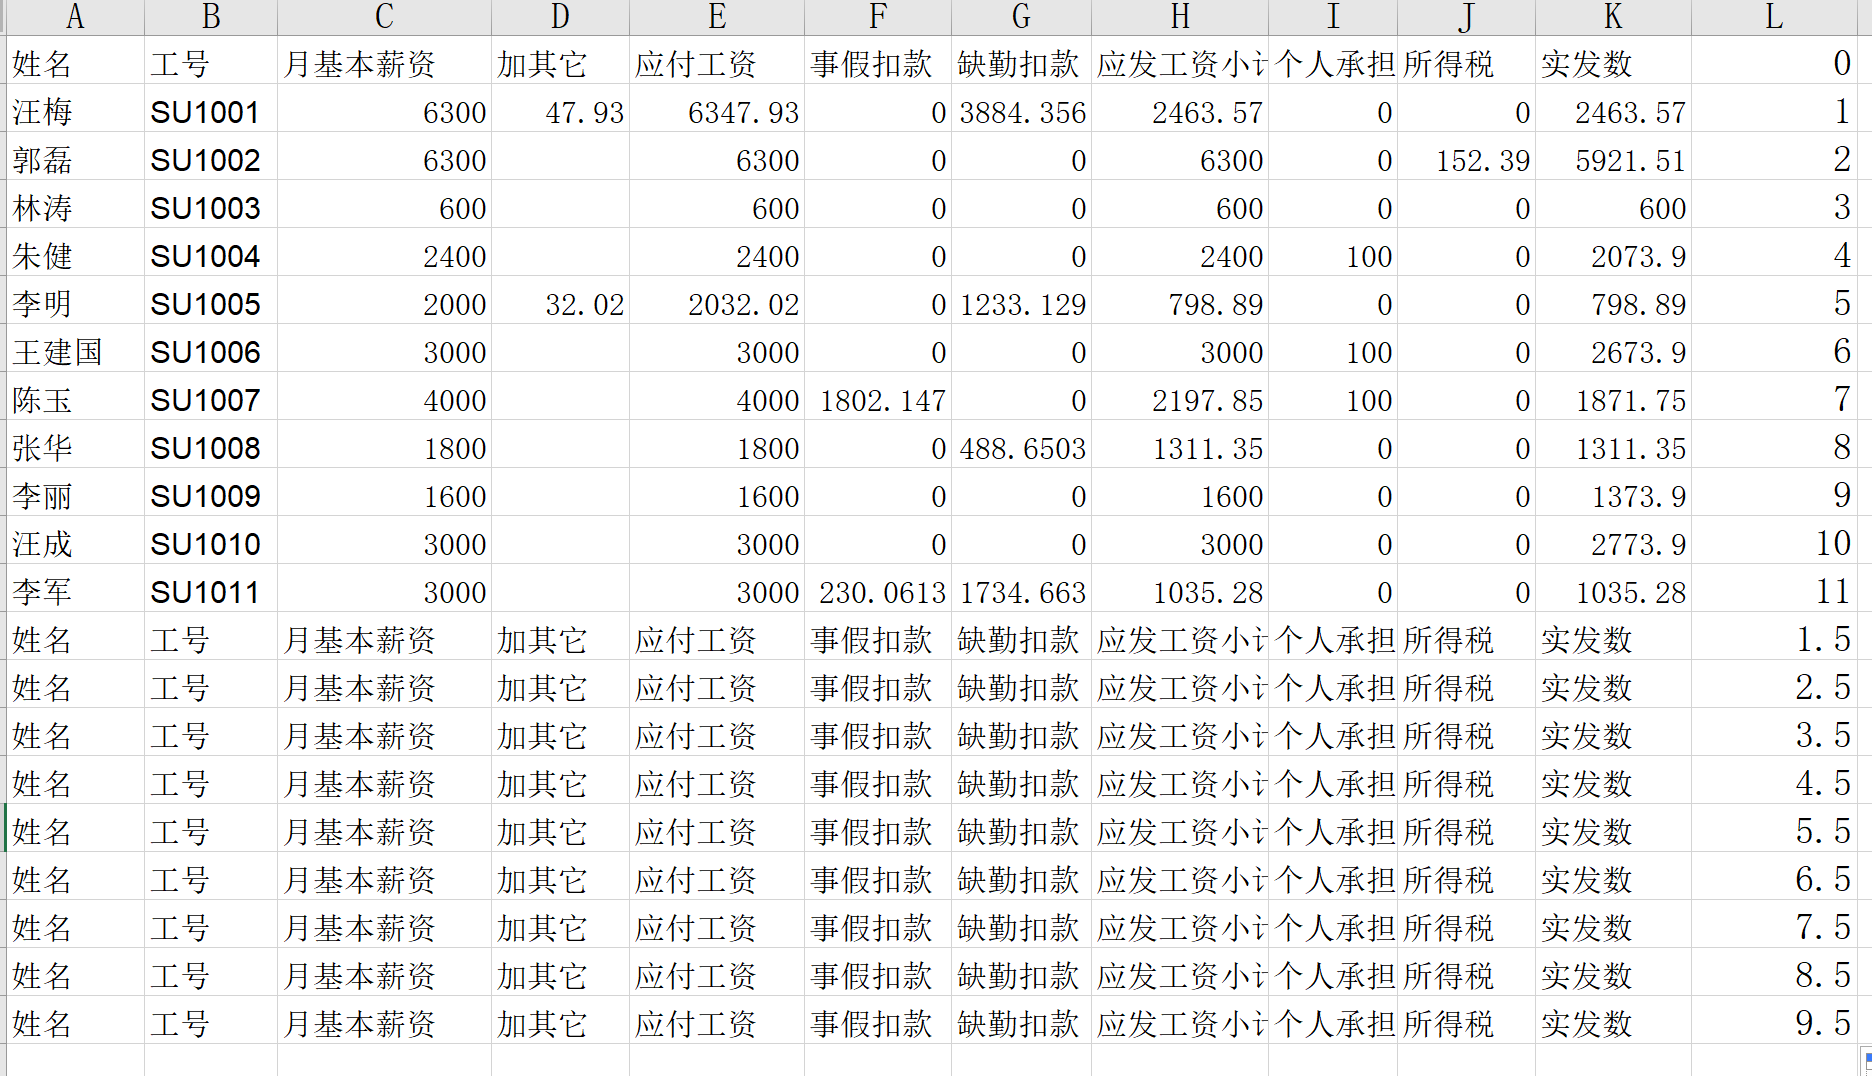 A B C D E F G H I J K L
姓名 工号 月基本薪资 加其它 应付工资 事假扣款 缺勤扣款 应发工资小 个人承担 所得税 实发数 0
汪梅 SU1001 6300 47.93 6347.93 0 3884.356 2463.57 0 0 2463.57 1
郭磊 SU1002 6300 6300 0 0 6300 0 152.39 5921.51 2
林涛 SU1003 600 600 0 0 600 0 0 600 3
朱健 SU1004 2400 2400 0 0 2400 100 0 2073.9 4
李明 SU1005 2000 32.02 2032.02 0 1233.129 798.89 0 0 798.89 5
王建国 SU1006 3000 3000 0 0 3000 100 0 2673.9 6
陈玉 SU1007 4000 4000 1802.147 0 2197.85 100 0 1871.75 7
张华 SU1008 1800 1800 0 488.6503 1311.35 0 0 1311.35 8
李丽 SU1009 1600 1600 0 0 1600 0 0 1373.9 9
汪成 SU1010 3000 3000 0 0 3000 0 0 2773.9 10
李军 SU1011 3000 3000 230.0613 1734.663 1035.28 0 0 1035.28 11
姓名 工号 月基本薪资 加其它 应付工资 事假扣款 缺勤扣款 应发工资小 个人承担 所得税 实发数 1.5
姓名 工号 月基本薪资 加其它 应付工资 事假扣款 缺勤扣款 应发工资小 个人承担 所得税 实发数 2.5
姓名 工号 月基本薪资 加其它 应付工资 事假扣款 缺勤扣款 应发工资小 个人承担 所得税 实发数 3.5
姓名 工号 月基本薪资 加其它 应付工资 事假扣款 缺勤扣款 应发工资小 个人承担 所得税 实发数 4.5
姓名 工号 月基本薪资 加其它 应付工资 事假扣款 缺勤扣款 应发工资小 个人承担 所得税 实发数 5.5
姓名 工号 月基本薪资 加其它 应付工资 事假扣款 缺勤扣款 应发工资小 个人承担 所得税 实发数 6.5
姓名 工号 月基本薪资 加其它 应付工资 事假扣款 缺勤扣款 应发工资小 个人承担 所得税 实发数 7.5
姓名 工号 月基本薪资 加其它 应付工资 事假扣款 缺勤扣款 应发工资小 个人承担 所得税 实发数 8.5
姓名 工号 月基本薪资 加其它 应付工资 事假扣款 缺勤扣款 应发工资小 个人承担 所得税 实发数 9.5